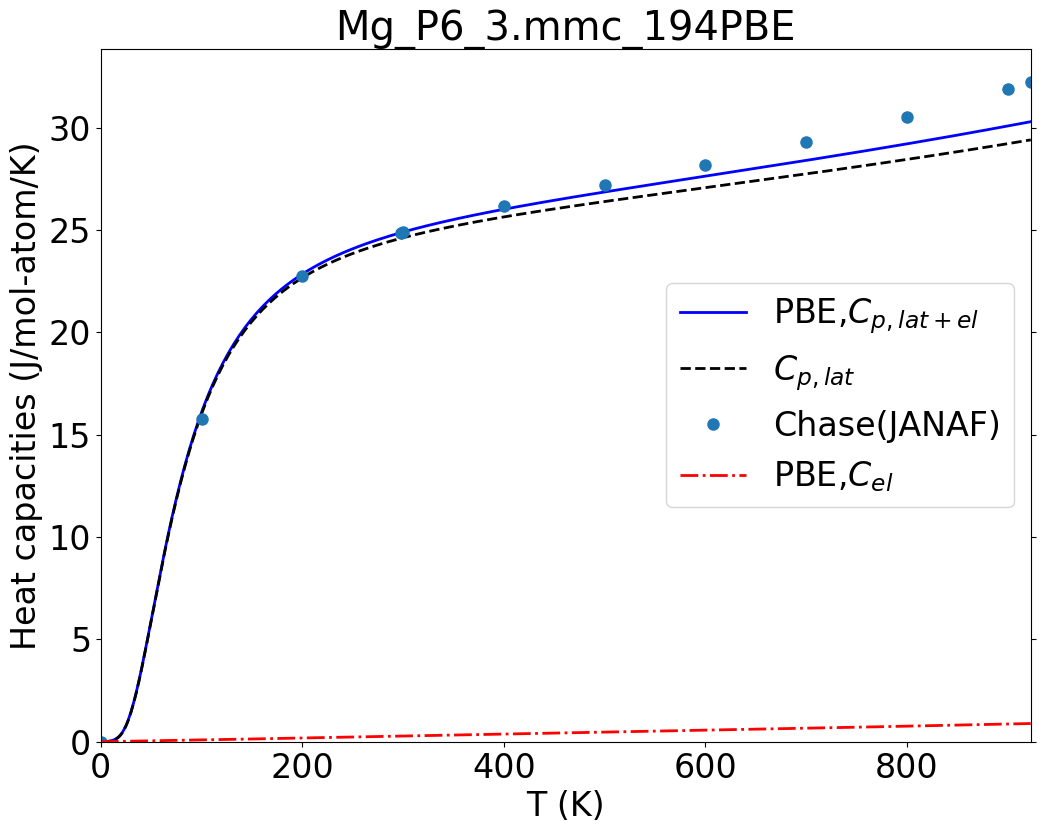 Mg_P6_3.mmc_194PBE
Heat capacities (J/mol-atom/K)
30
25
20
15
10
5
0
PBE,C_{p, lat + el}
C_{p, lat}
Chase(JANAF)
PBE,C_{el}
0 200 400 600 800
T (K)